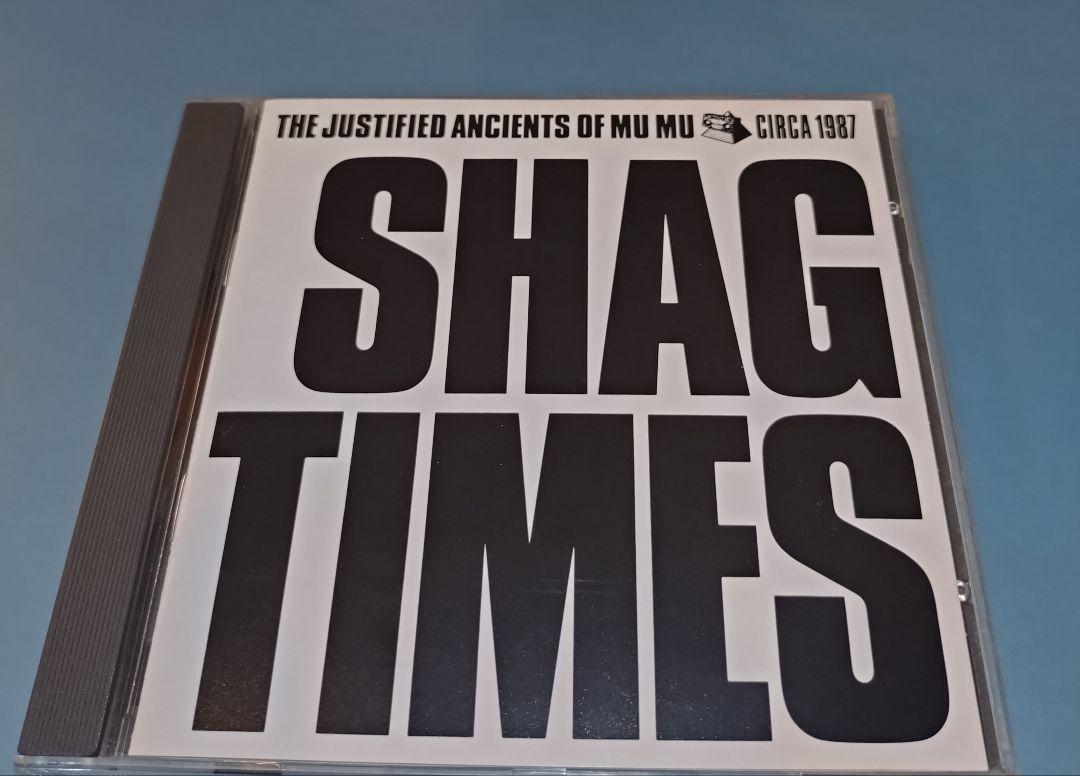 THE JUSTIFIED ANCIENTS OF MU MU CIRCA 1987
SHAG
TIMES